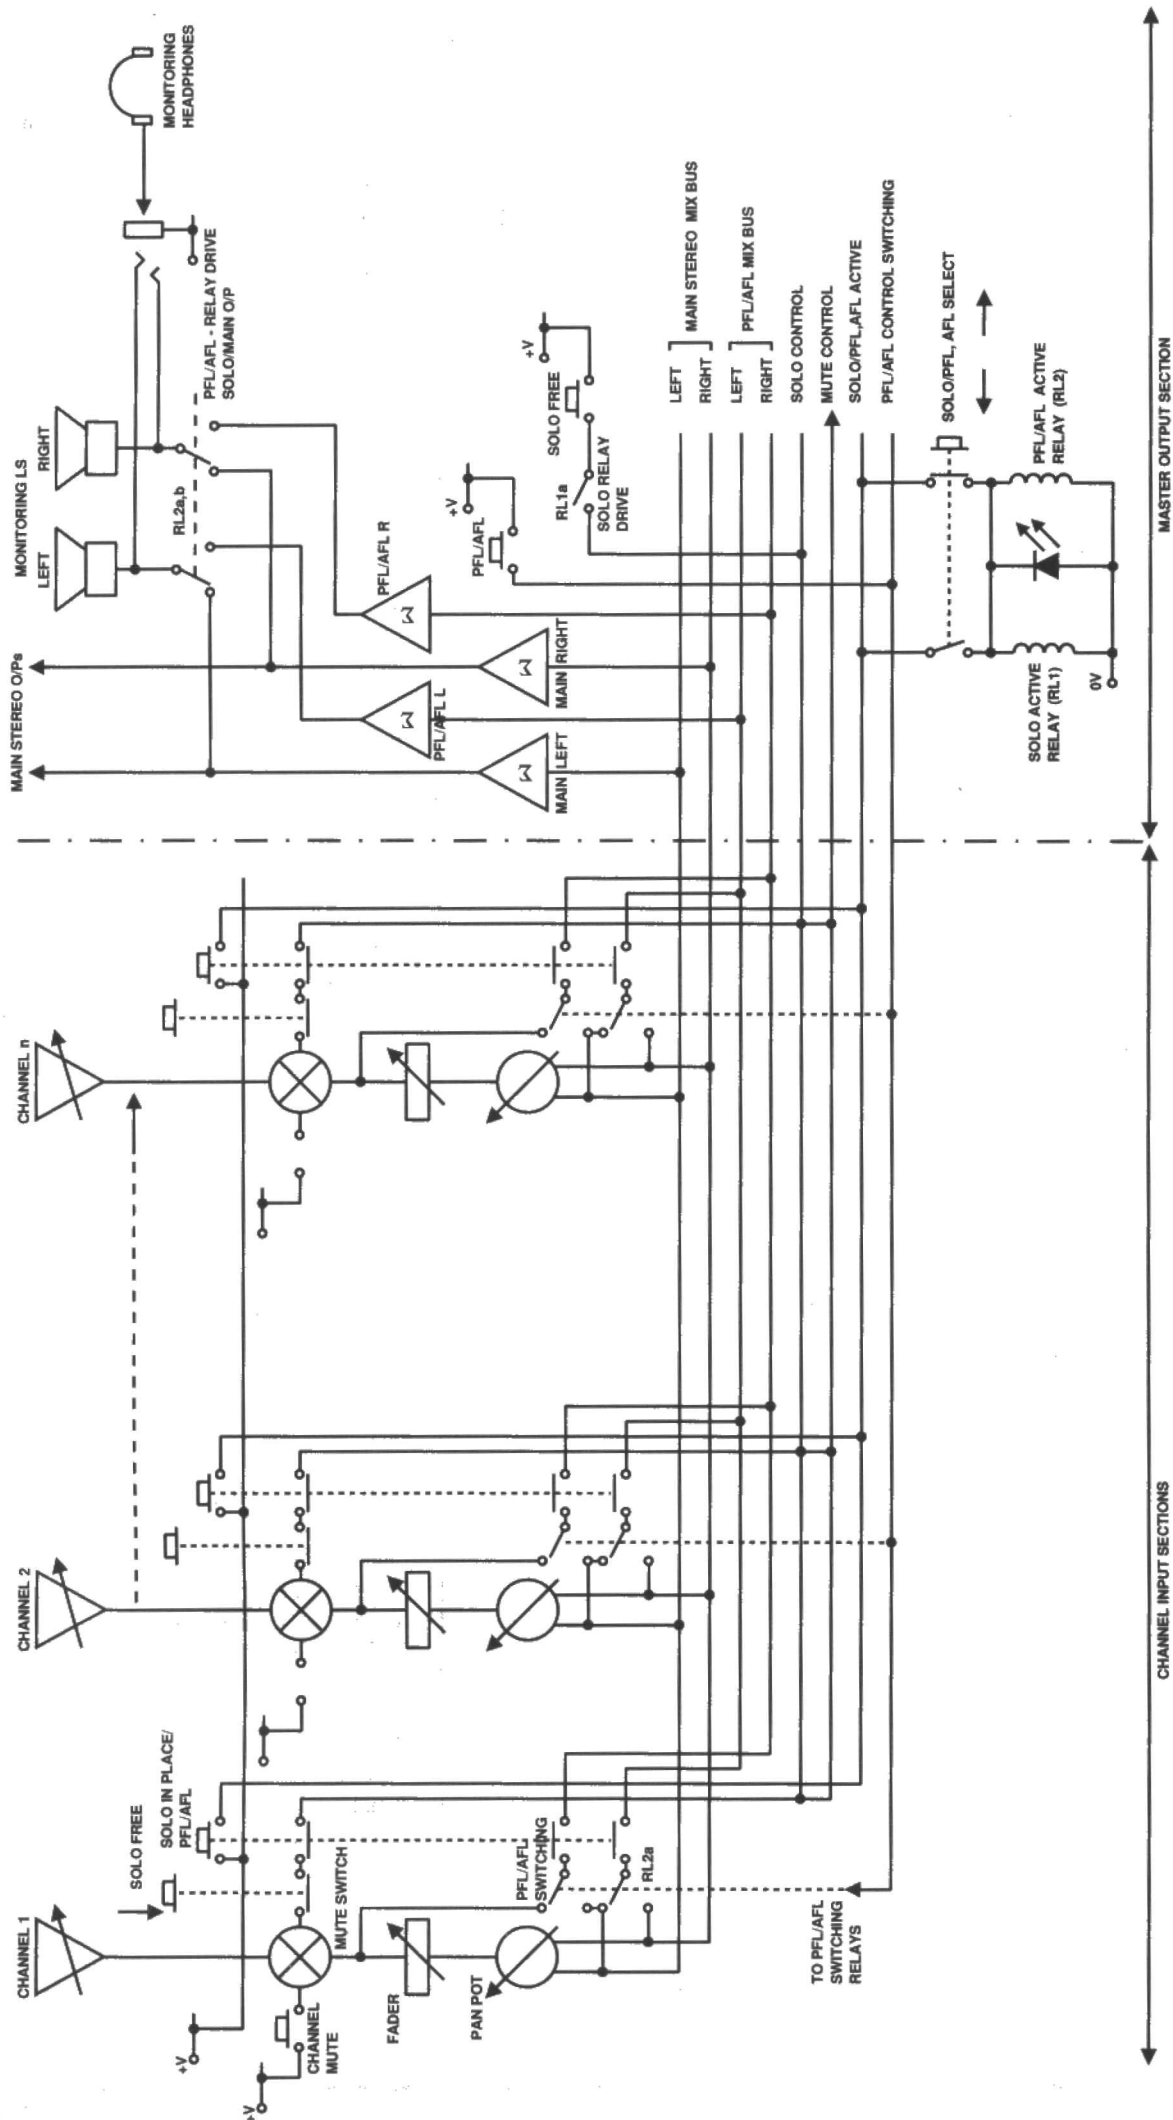 CHANNEL 1
CHANNEL 2
CHANNEL n
SOLO FREE
SOLO IN PLACE/
PFL/AFL
+V
+V
CHANNEL
MUTE
MUTE SWITCH
FADER
PAN POT
PFL/AFL
SWITCHING
RL2a
TO PFL/AFL
SWITCHING
RELAYS
CHANNEL INPUT SECTIONS
MAIN STEREO O/Ps
MONITORING LS
LEFT
RIGHT
MONITORING
HEADPHONES
RL2a,b
PFL/AFL - RELAY DRIVE
SOLO/MAIN O/P
PFL/AFL R
Σ
Σ
PFL/AFL L
Σ
MAIN RIGHT
Σ
MAIN LEFT
+V
PFL/AFL
+V
SOLO FREE
RL1a
SOLO RELAY
DRIVE
LEFT
RIGHT
MAIN STEREO MIX BUS
LEFT
RIGHT
PFL/AFL MIX BUS
SOLO CONTROL
MUTE CONTROL
SOLO/PFL,AFL ACTIVE
PFL/AFL CONTROL SWITCHING
SOLO/PFL, AFL SELECT
SOLO ACTIVE
RELAY (RL1)
PFL/AFL ACTIVE
RELAY (RL2)
0V
MASTER OUTPUT SECTION